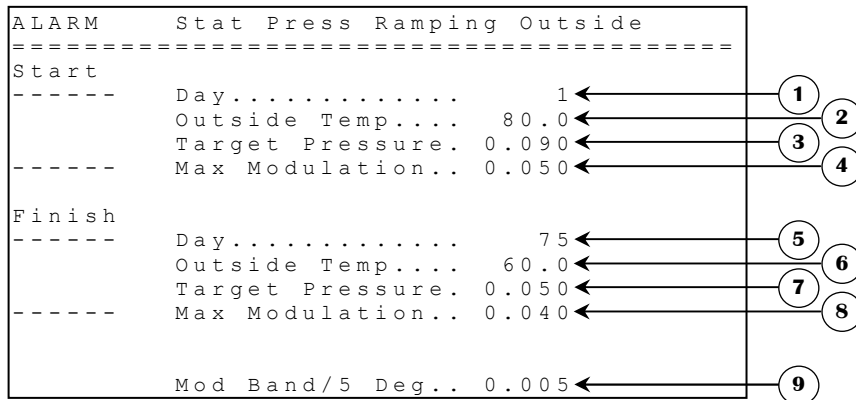 ALARM Stat Press Ramping Outside
========================================
Start
------ Day............. 1 1
Outside Temp.... 80.0 2
Target Pressure. 0.090 3
------ Max Modulation.. 0.050 4
Finish
------ Day............. 75 5
Outside Temp.... 60.0 6
Target Pressure. 0.050 7
------ Max Modulation.. 0.040 8
Mod Band/5 Deg.. 0.005 9